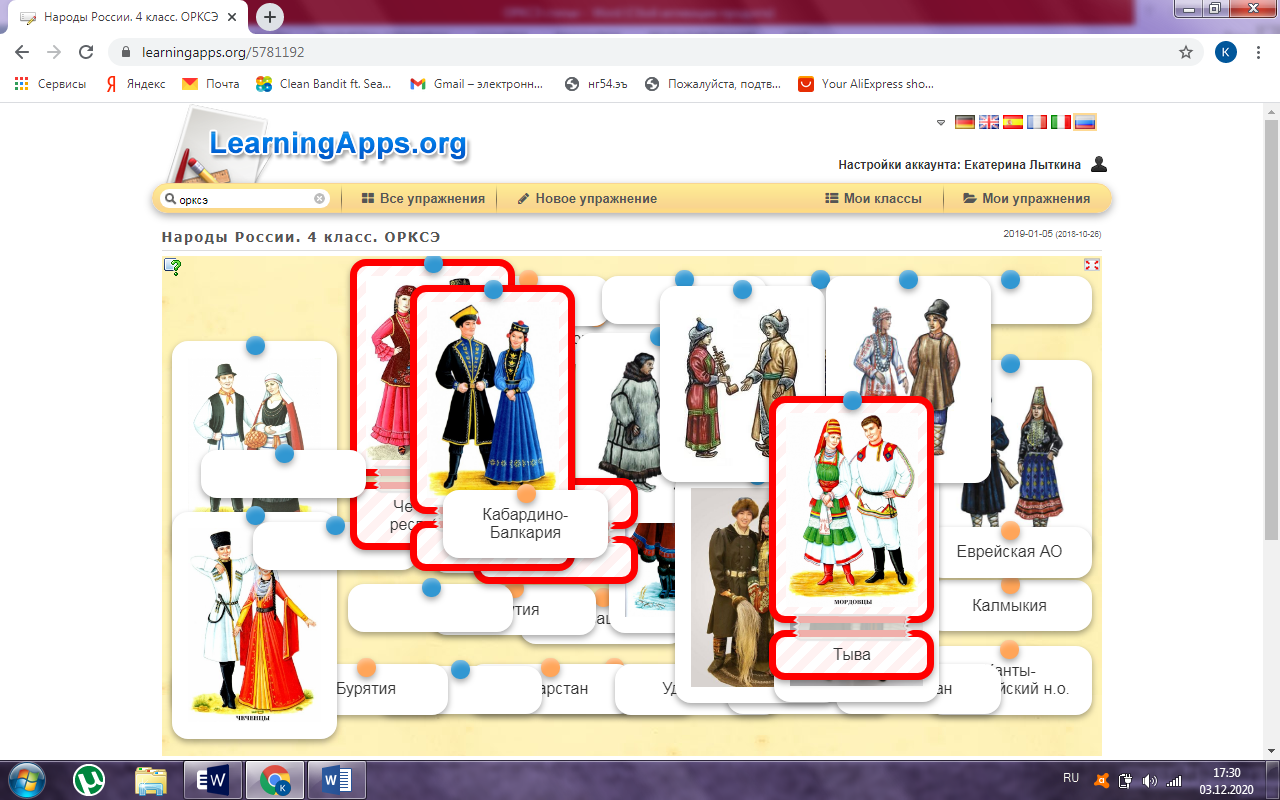 Народы России. 4 класс. ОРКСЭ
learningapps.org/5781192
K
Сервисы
Яндекс
Почта
Clean Bandit ft. Sea...
Gmail – электронн...
нг54.эъ
Пожалуйста, подтв...
Your AliExpress sho...
LearningApps.org
Настройки аккаунта: Екатерина Лыткина
орксэ
Все упражнения
Новое упражнение
Мои классы
Мои упражнения
Народы России. 4 класс. ОРКСЭ
2019-01-05 (2018-10-26)
Кабардино-
Балкария
Еврейская АО
Калмыкия
МОРДОВЦЫ
Тыва
Бурятия
ЧЕЧЕНЦЫ
RU
17:30
03.12.2020